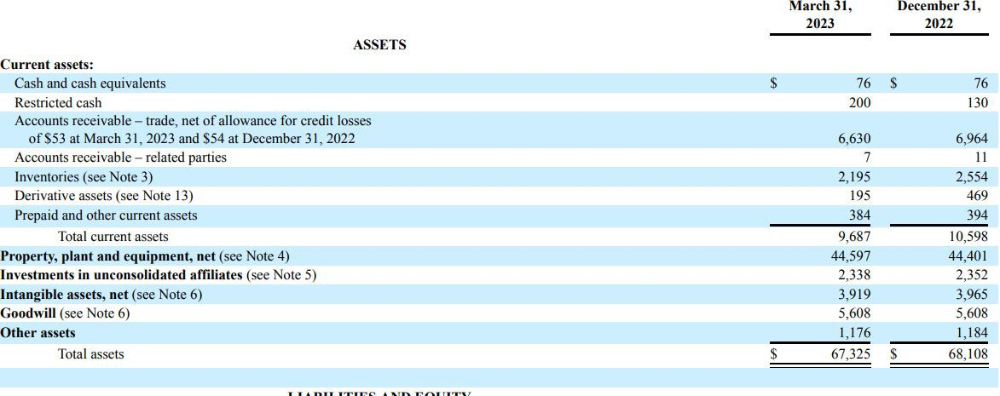 March 31, December 31,
2023 2022
ASSETS
Current assets:
Cash and cash equivalents $ 76 $ 76
Restricted cash 200 130
Accounts receivable – trade, net of allowance for credit losses
of $53 at March 31, 2023 and $54 at December 31, 2022 6,630 6,964
Accounts receivable – related parties 7 11
Inventories (see Note 3) 2,195 2,554
Derivative assets (see Note 13) 195 469
Prepaid and other current assets 384 394
Total current assets 9,687 10,598
Property, plant and equipment, net (see Note 4) 44,597 44,401
Investments in unconsolidated affiliates (see Note 5) 2,338 2,352
Intangible assets, net (see Note 6) 3,919 3,965
Goodwill (see Note 6) 5,608 5,608
Other assets 1,176 1,184
Total assets $ 67,325 $ 68,108
LIABILITIES AND EQUITY